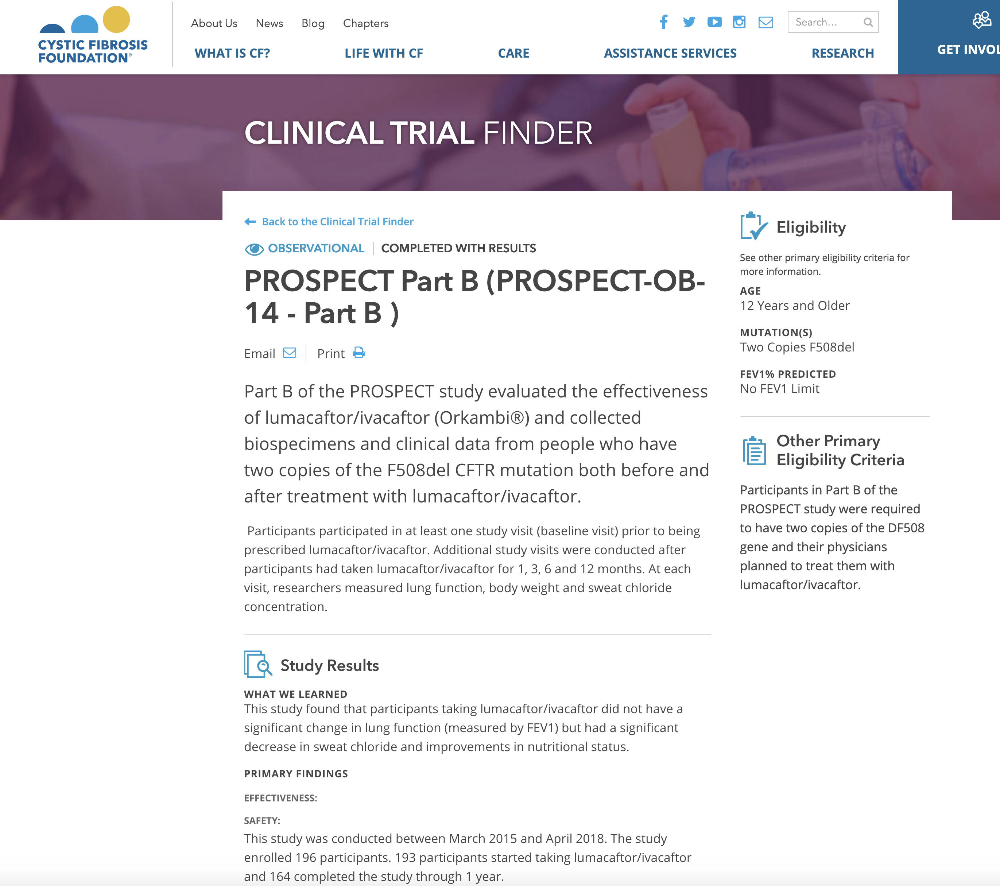 CYSTIC FIBROSIS
FOUNDATION®
About Us News Blog Chapters
Search...
WHAT IS CF? LIFE WITH CF CARE ASSISTANCE SERVICES RESEARCH
CLINICAL TRIAL FINDER
Back to the Clinical Trial Finder
OBSERVATIONAL | COMPLETED WITH RESULTS
PROSPECT Part B (PROSPECT-OB-
14 - Part B )
Email | Print
Part B of the PROSPECT study evaluated the effectiveness
of lumacaftor/ivacaftor (Orkambi®) and collected
biospecimens and clinical data from people who have
two copies of the F508del CFTR mutation both before and
after treatment with lumacaftor/ivacaftor.
Participants participated in at least one study visit (baseline visit) prior to being
prescribed lumacaftor/ivacaftor. Additional study visits were conducted after
participants had taken lumacaftor/ivacaftor for 1, 3, 6 and 12 months. At each
visit, researchers measured lung function, body weight and sweat chloride
concentration.
Study Results
WHAT WE LEARNED
This study found that participants taking lumacaftor/ivacaftor did not have a
significant change in lung function (measured by FEV1) but had a significant
decrease in sweat chloride and improvements in nutritional status.
PRIMARY FINDINGS
EFFECTIVENESS:
SAFETY:
This study was conducted between March 2015 and April 2018. The study
enrolled 196 participants. 193 participants started taking lumacaftor/ivacaftor
and 164 completed the study through 1 year.
Eligibility
See other primary eligibility criteria for
more information.
AGE
12 Years and Older
MUTATION(S)
Two Copies F508del
FEV1% PREDICTED
No FEV1 Limit
Other Primary
Eligibility Criteria
Participants in Part B of the
PROSPECT study were required
to have two copies of the DF508
gene and their physicians
planned to treat them with
lumacaftor/ivacaftor.
GET INVOL